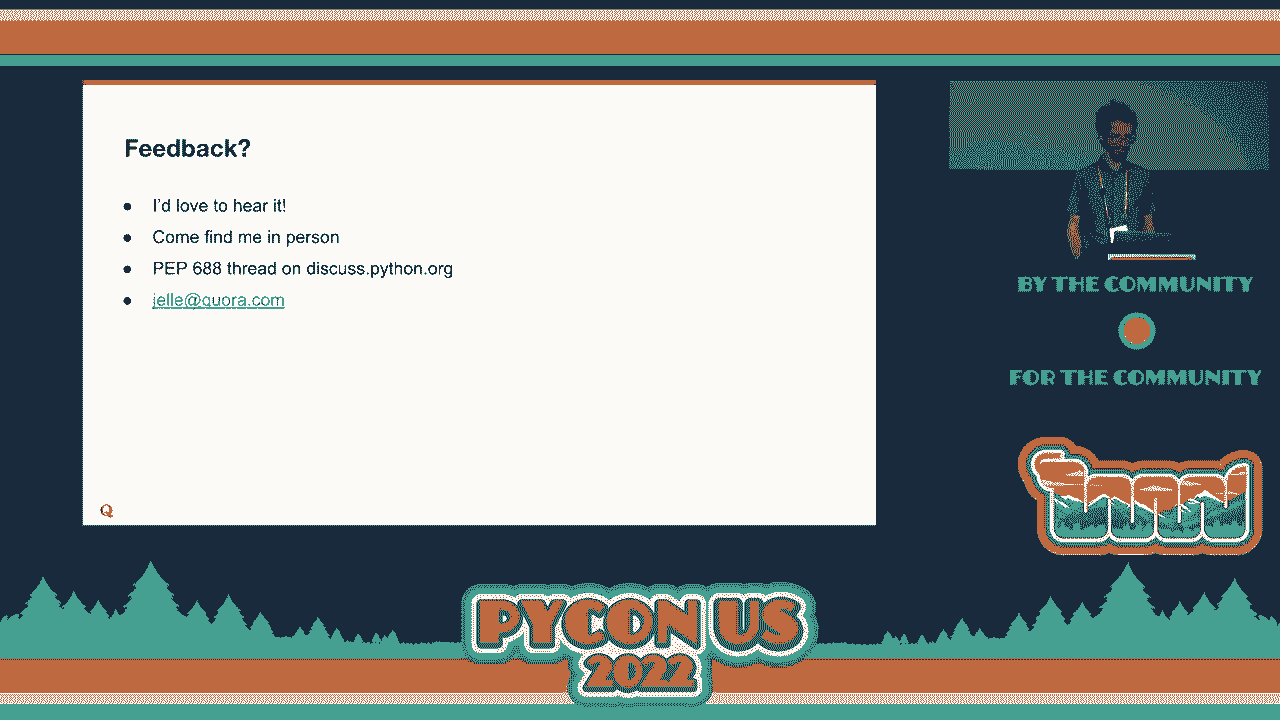 Feedback?
● I'd love to hear it!
● Come find me in person
● PEP 688 thread on discuss.python.org
● jelle@quora.com
Q
BY THE COMMUNITY
FOR THE COMMUNITY
PYCON US
2022